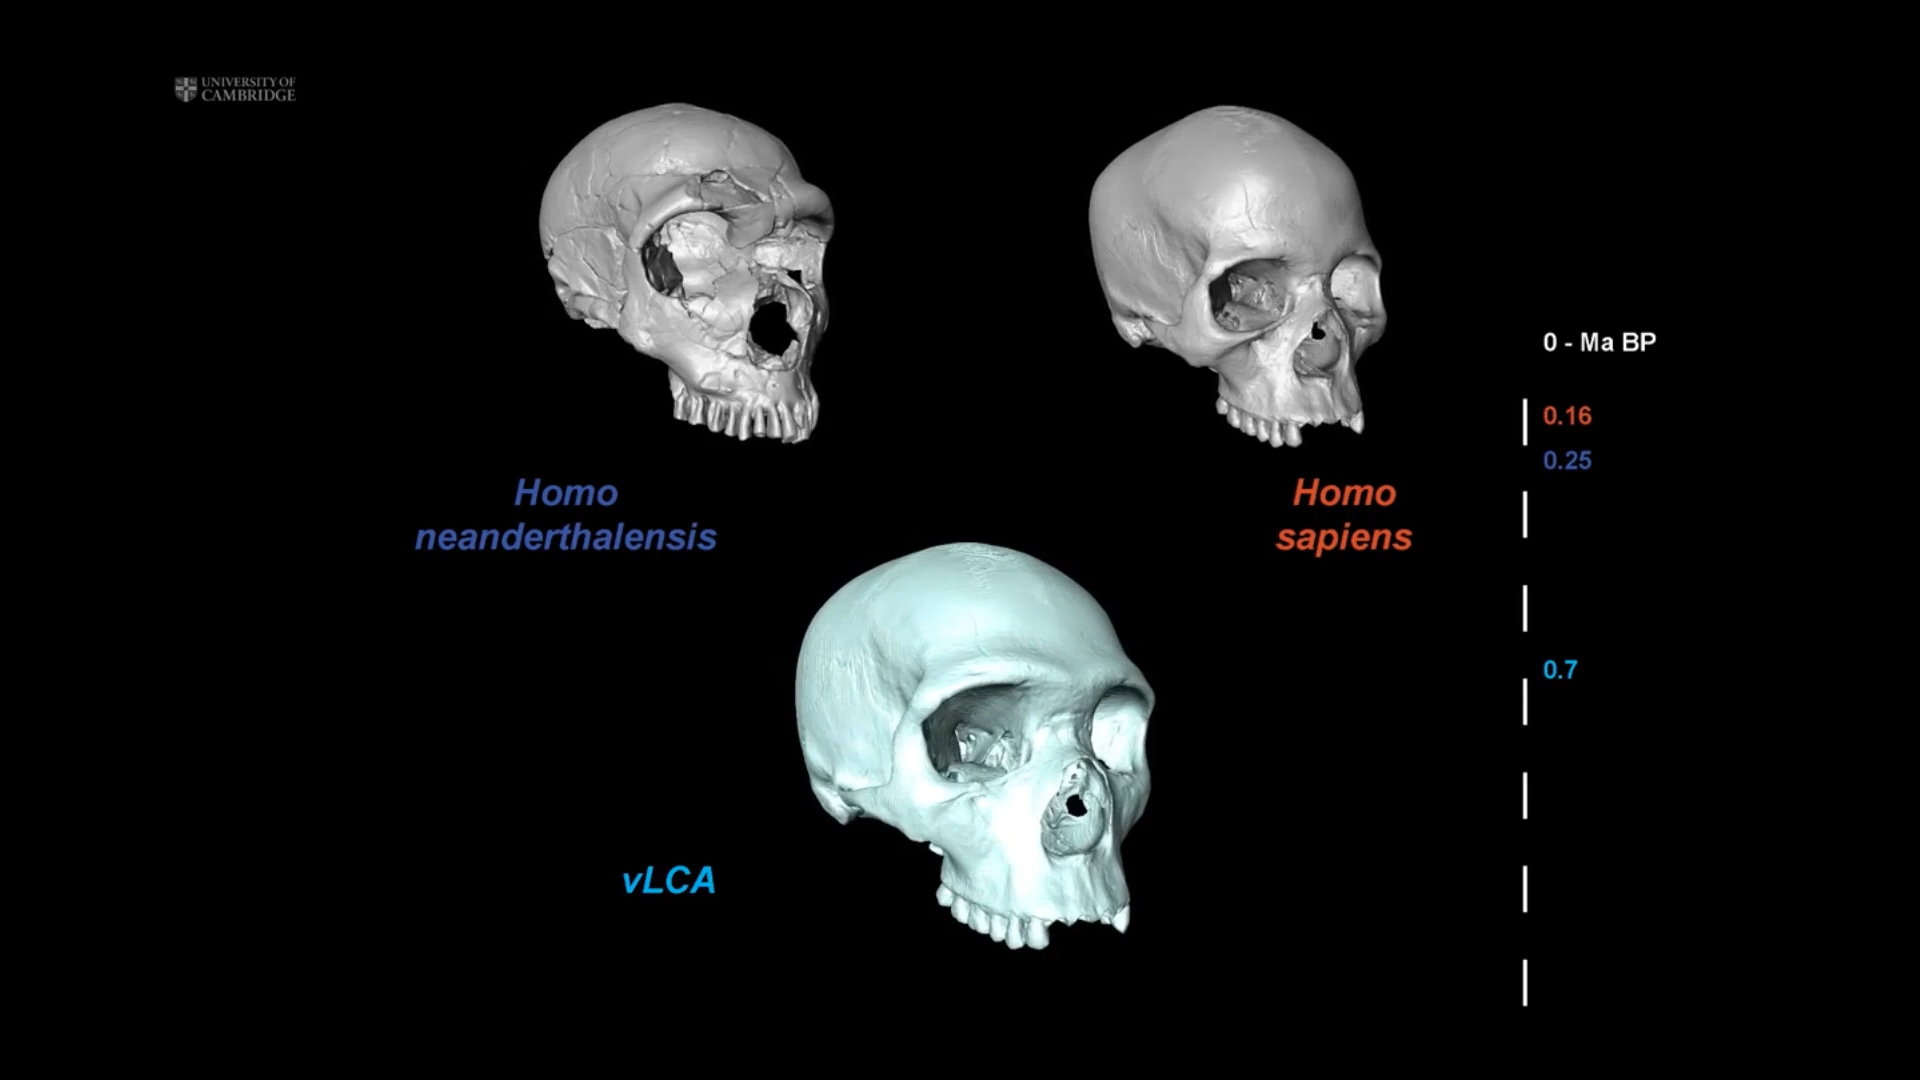 UNIVERSITY OF
CAMBRIDGE
Homo
neanderthalensis
Homo
sapiens
vLCA
0 - Ma BP
0.16
0.25
0.7